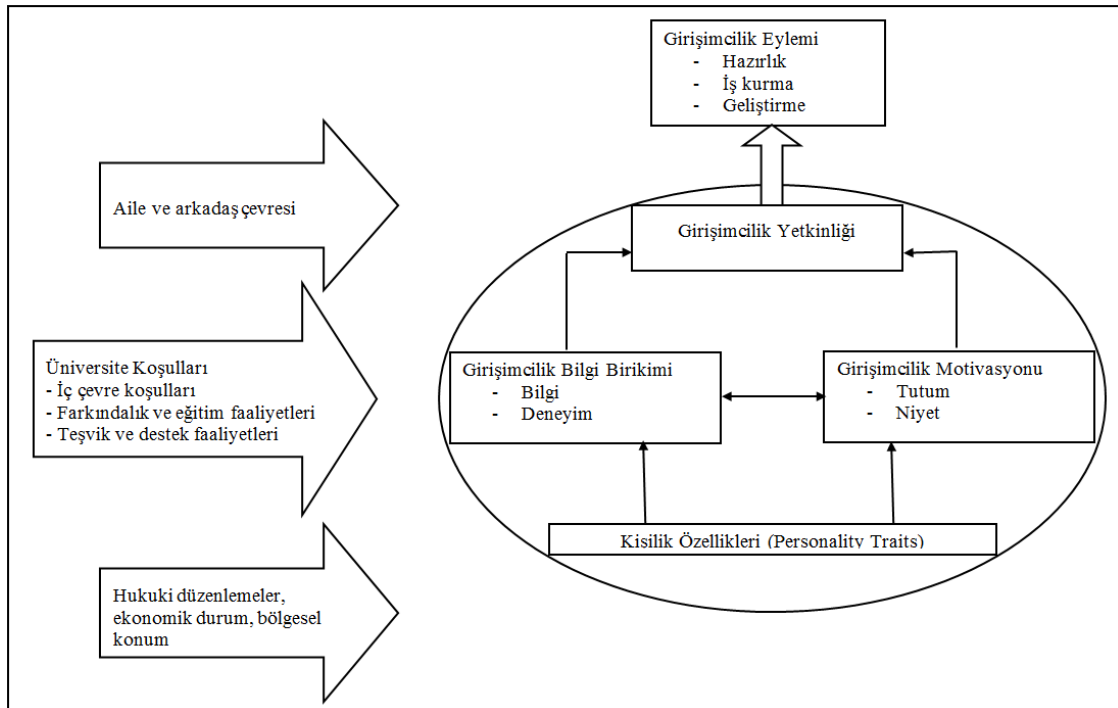 Girişimcilik Eylemi
- Hazırlık
- İş kurma
- Geliştirme
Aile ve arkadaş çevresi
Girişimcilik Yetkinliği
Üniversite Koşulları
- İç çevre koşulları
- Farkındalık ve eğitim faaliyetleri
- Teşvik ve destek faaliyetleri
Girişimcilik Bilgi Birikimi
- Bilgi
- Deneyim
Girişimcilik Motivasyonu
- Tutum
- Niyet
Kişilik Özellikleri (Personality Traits)
Hukuki düzenlemeler,
ekonomik durum, bölgesel
konum